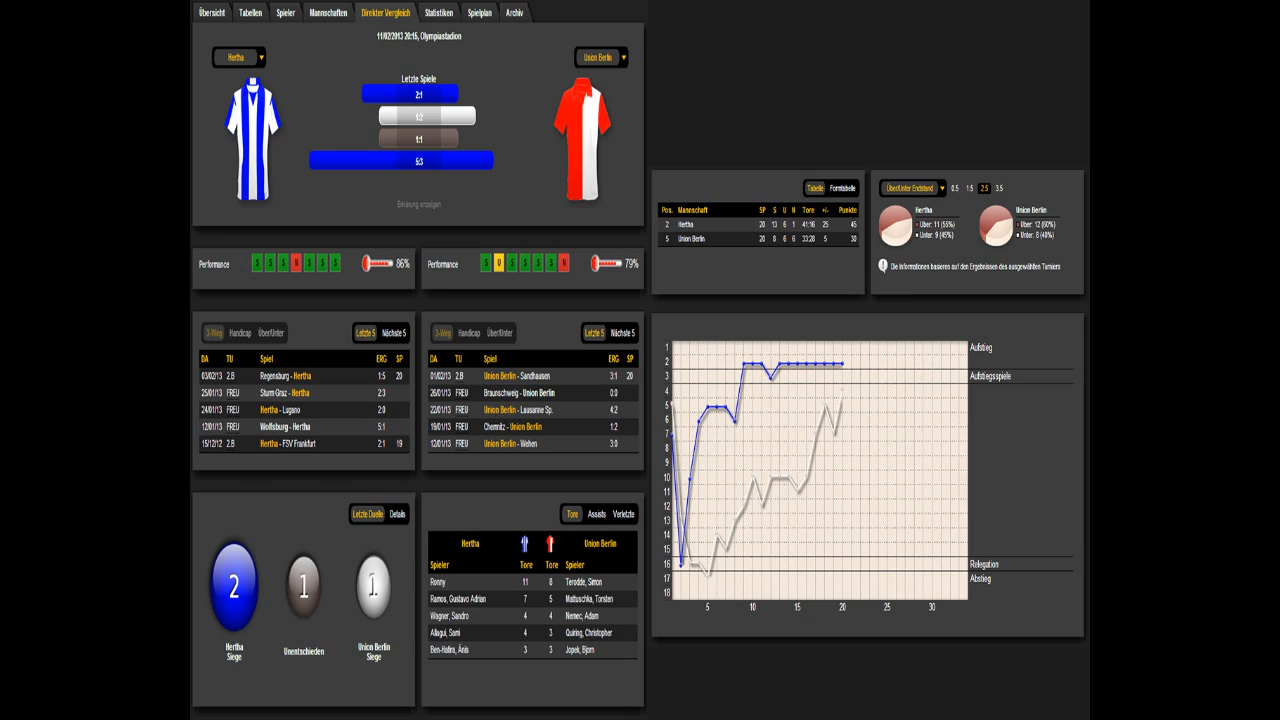 Übersicht Tabellen Spieler Mannschaften Direkter Vergleich Statistiken Spielplan Archiv
11/02/2013 20:15, Olympiastadion
Hertha
Union Berlin
Letzte Spiele
2:1
1:1
5:3
Erklärung anzeigen
Performance S S S N S S S 86%
Performance S U S S S S N 79%
3-Weg Handicap Über/Unter Letzte 5 Nächste 5
DA TU Spiel ERG SP
03/02/13 2.B Regensburg - Hertha 1:5 20
25/01/13 FREU Sturm Graz - Hertha 2:3
24/01/13 FREU Hertha - Lugano 2:0
12/01/13 FREU Wolfsburg - Hertha 5:1
15/12/12 2.B Hertha - FSV Frankfurt 2:1 19
3-Weg Handicap Über/Unter Letzte 5 Nächste 5
DA TU Spiel ERG SP
01/02/13 2.B Union Berlin - Sandhausen 3:1 20
26/01/13 FREU Braunschweig - Union Berlin 0:0
22/01/13 FREU Union Berlin - Lausanne Sp. 4:2
19/01/13 FREU Chemnitz - Union Berlin 1:2
12/01/13 FREU Union Berlin - Wehen 3:0
Letzte Duelle Details
2 1 1
Hertha
Siege
Unentschieden
Union Berlin
Siege
Tore Assists Verletzte
Hertha Union Berlin
Spieler Tore Tore Spieler
Ronny 11 8 Terodde, Simon
Ramos, Gustavo Adrian 7 5 Mattuschka, Torsten
Wagner, Sandro 4 4 Nemec, Adam
Allagui, Sami 4 3 Quiring, Christopher
Ben-Hatira, Änis 3 3 Jopek, Bjorn
Tabelle Formtabelle
Pos. Mannschaft SP S U N Tore +/- Punkte
2 Hertha 20 13 6 1 41:16 25 45
5 Union Berlin 20 8 6 6 33:28 5 30
Über/Unter Endstand 0.5 1.5 2.5 3.5
Hertha
Über: 11 (55%)
Unter: 9 (45%)
Union Berlin
Über: 12 (60%)
Unter: 8 (40%)
Die Informationen basieren auf den Ergebnissen des ausgewählten Turniers
1
2
3
4
5
6
7
8
9
10
11
12
13
14
15
16
17
18
5 10 15 20 25 30
Aufstieg
Aufstiegsspiele
Relegation
Abstieg